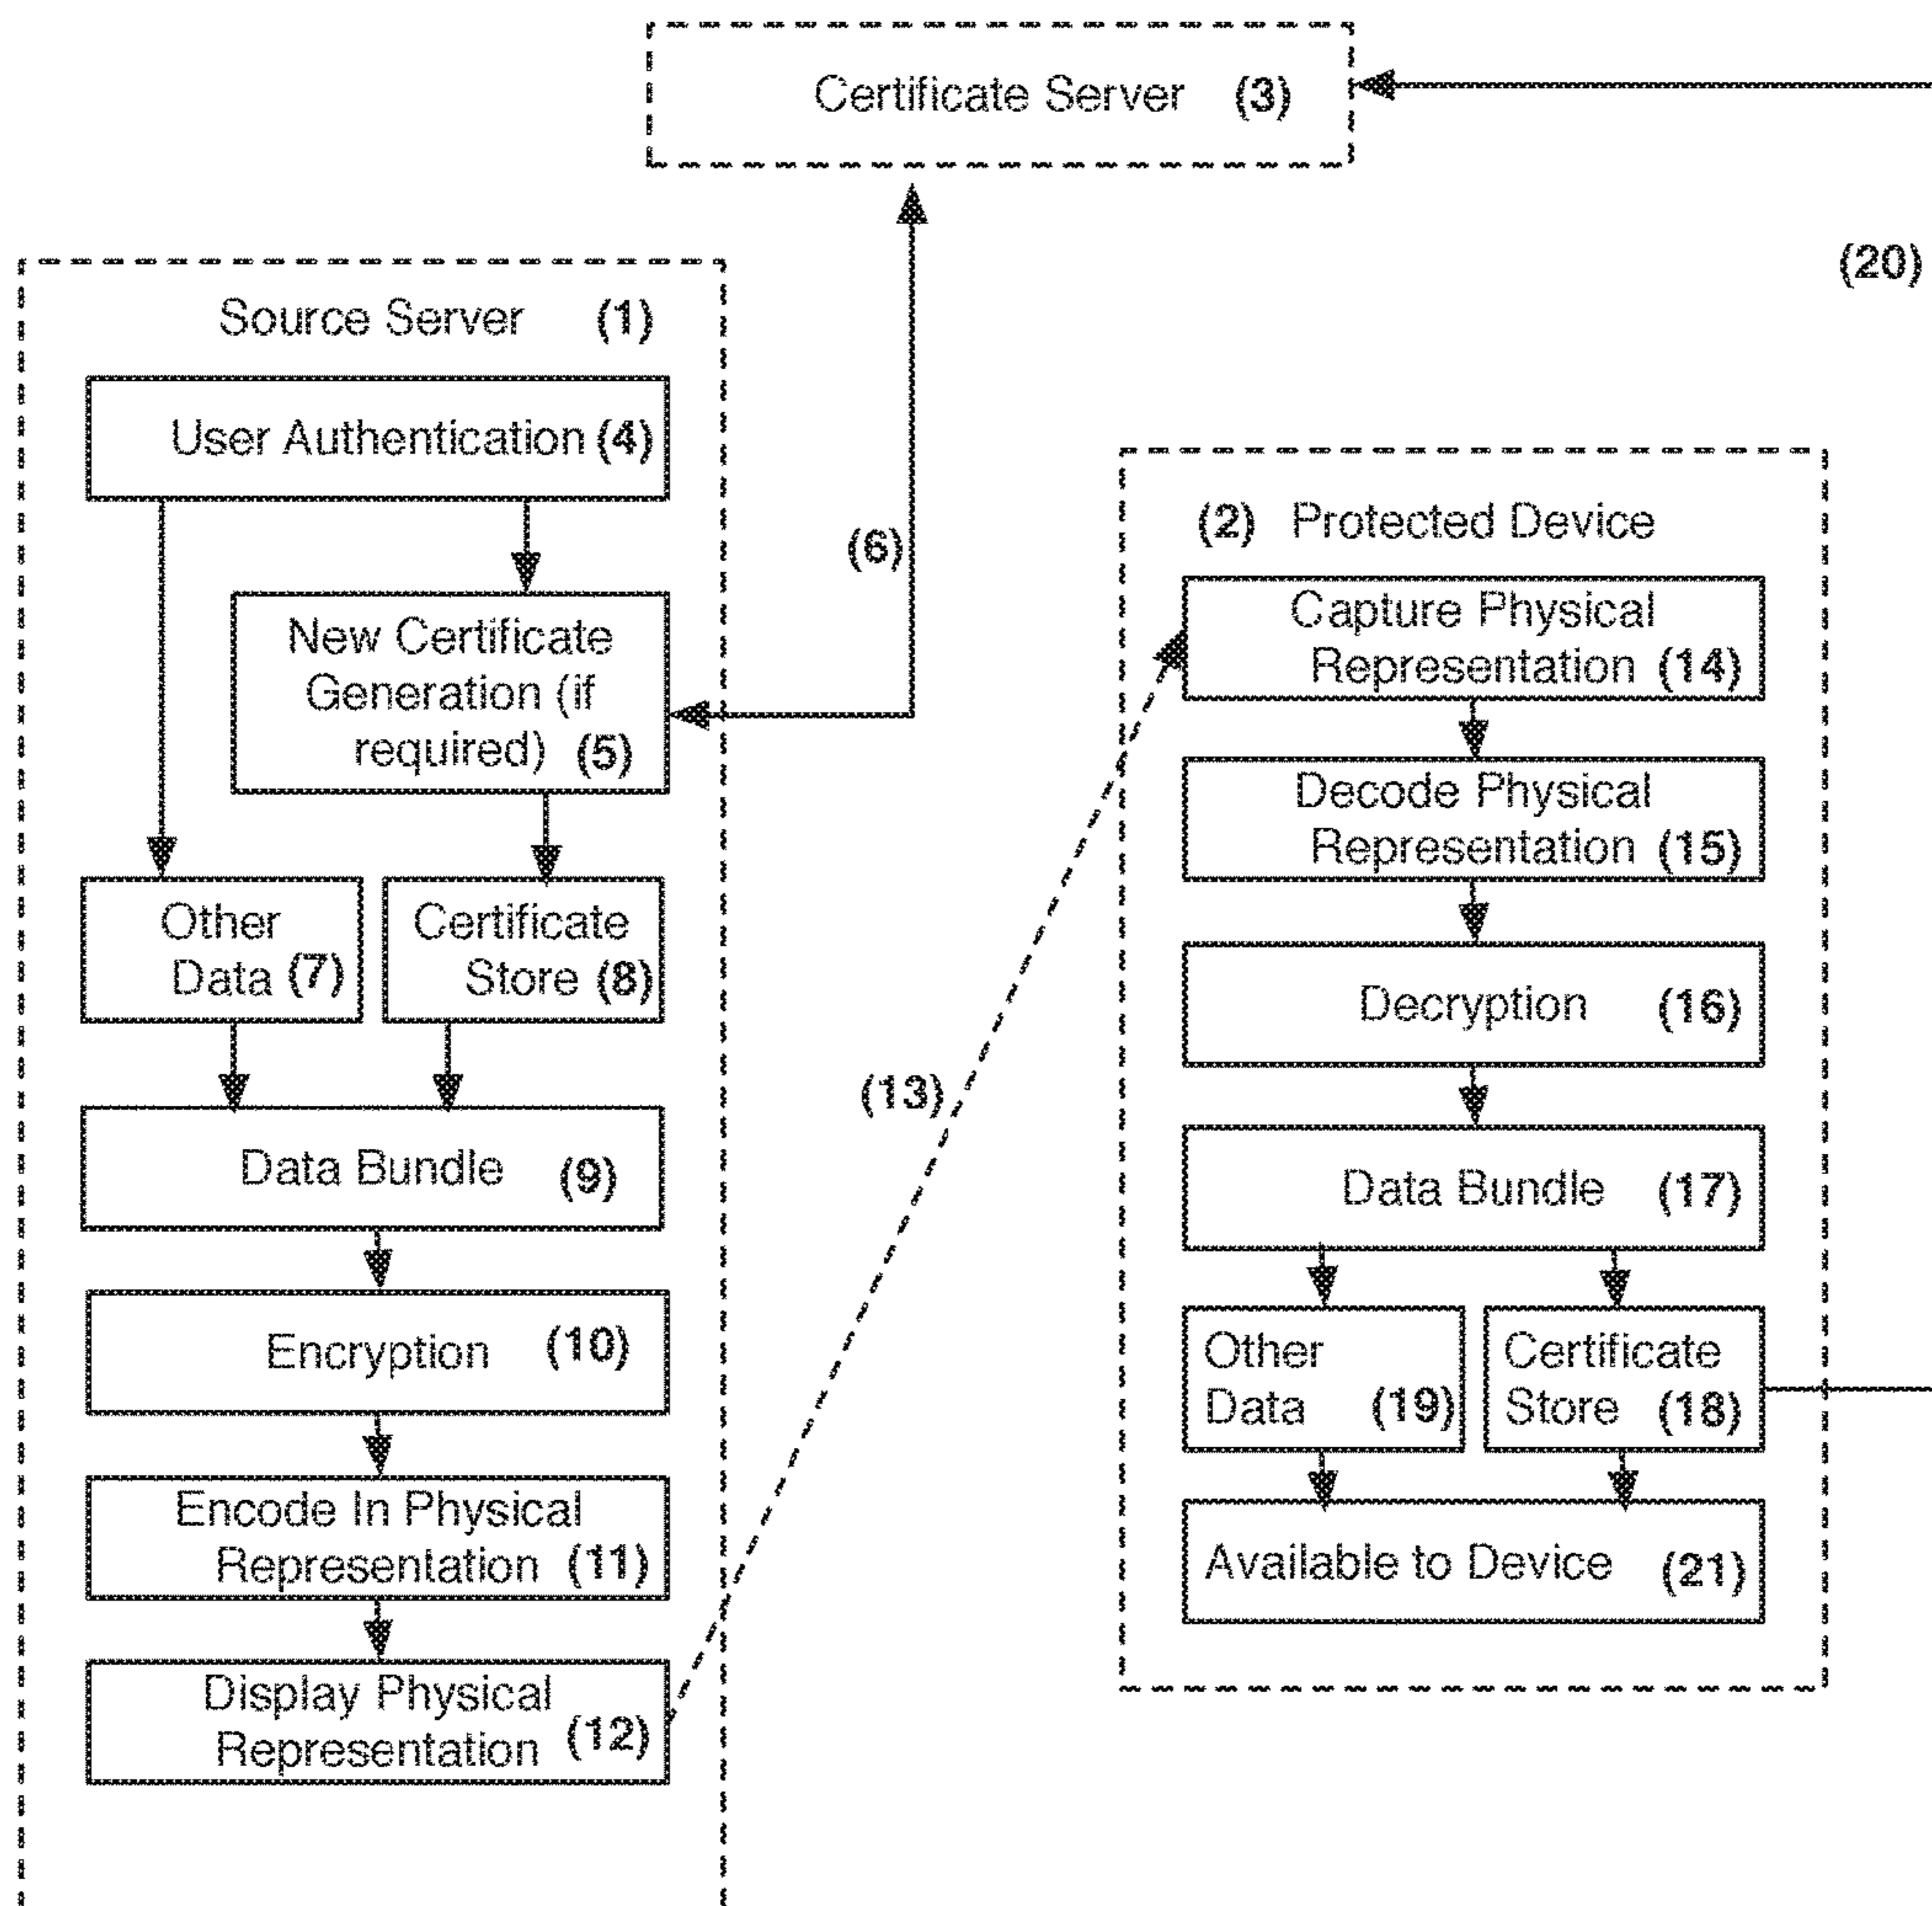 Certificate Server (3)
(20)
Source Server (1)
User Authentication (4)
(6)
New Certificate
Generation (if
required) (5)
Other
Data (7)
Certificate
Store (8)
Data Bundle (9)
Encryption (10)
Encode In Physical
Representation (11)
Display Physical
Representation (12)
(13)
(2) Protected Device
Capture Physical
Representation (14)
Decode Physical
Representation (15)
Decryption (16)
Data Bundle (17)
Other
Data (19)
Certificate
Store (18)
Available to Device (21)